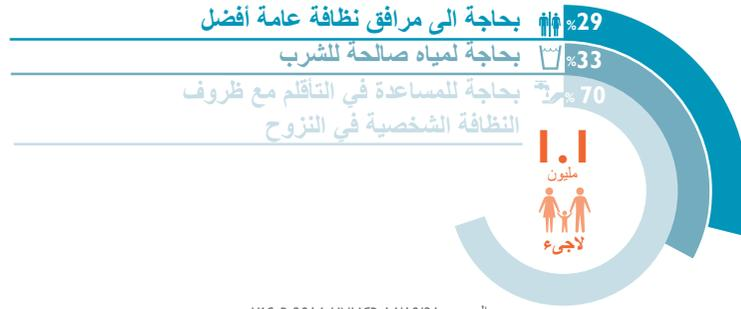 %29 بحاجة الى مرافق نظافة عامة أفضل
%33 بحاجة لمياه صالحة للشرب
%70 بحاجة للمساعدة في التأقلم مع ظروف
النظافة الشخصية في النزوح
١.١
مليون
لاجىء